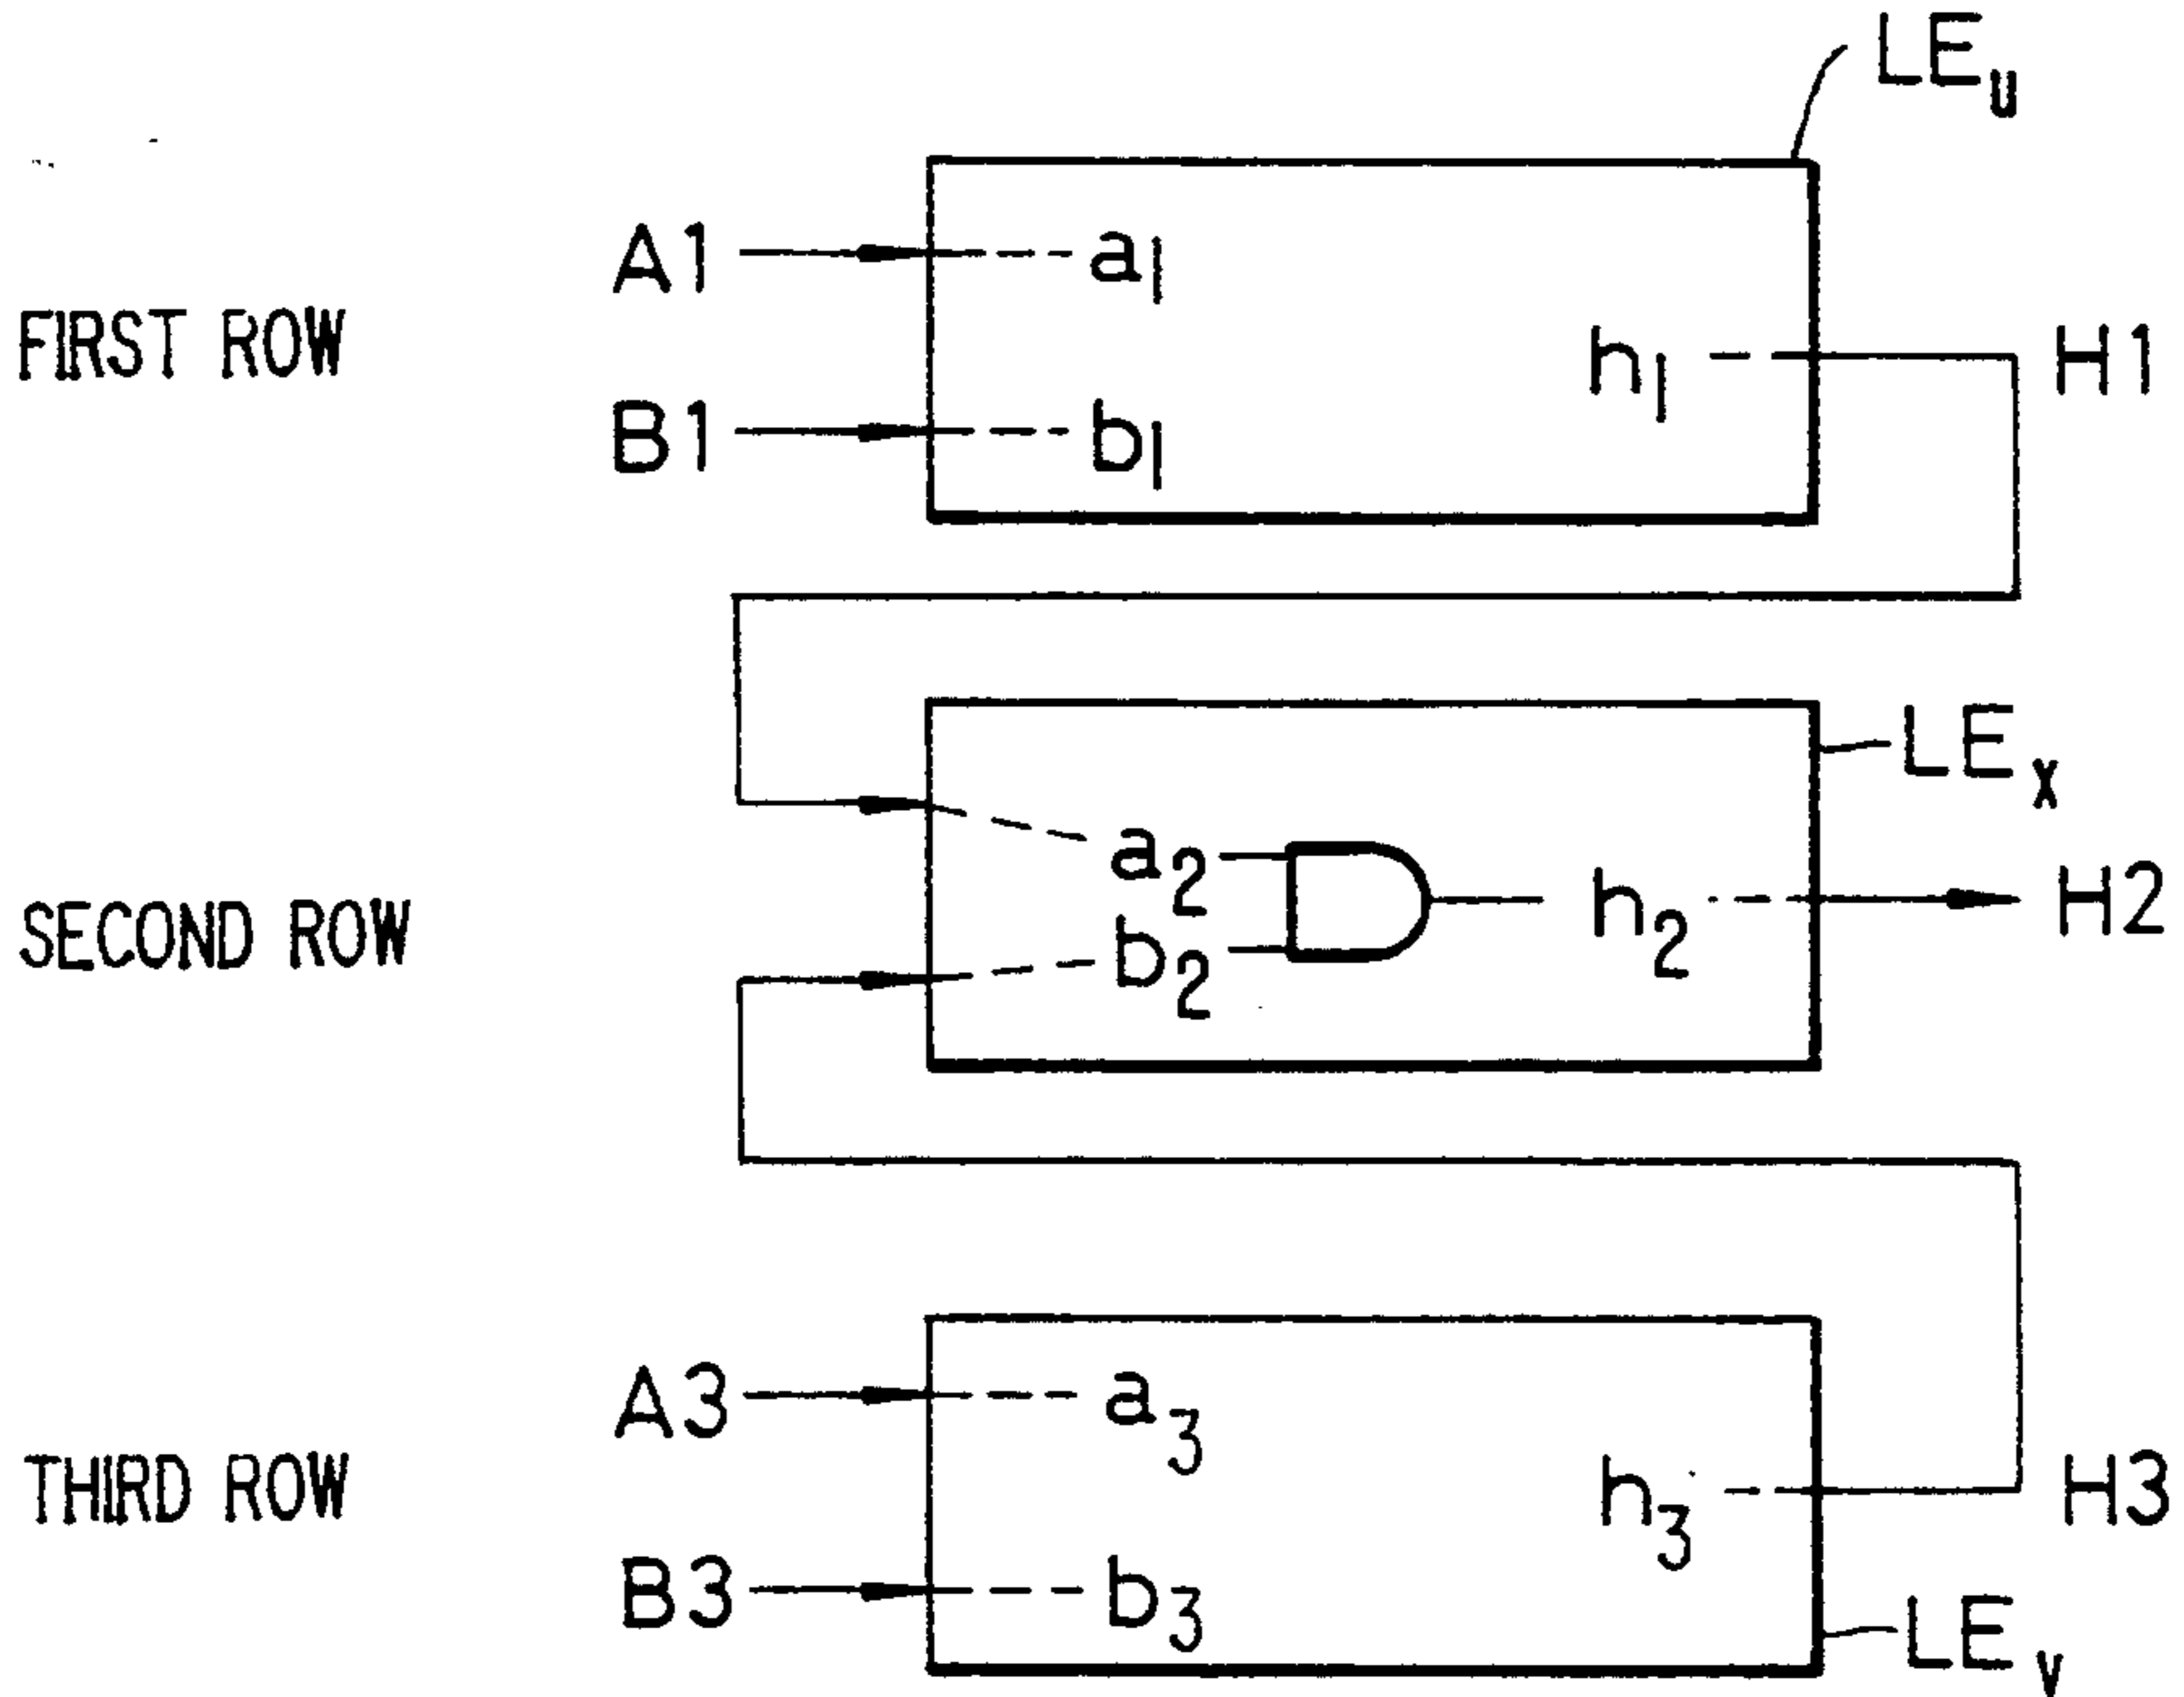 LEu
A1 a1
FIRST ROW h1 H1
B1 b1
LEx
a2
SECOND ROW h2 H2
b2
A3 a3
THIRD ROW h3 H3
B3 b3
LEv